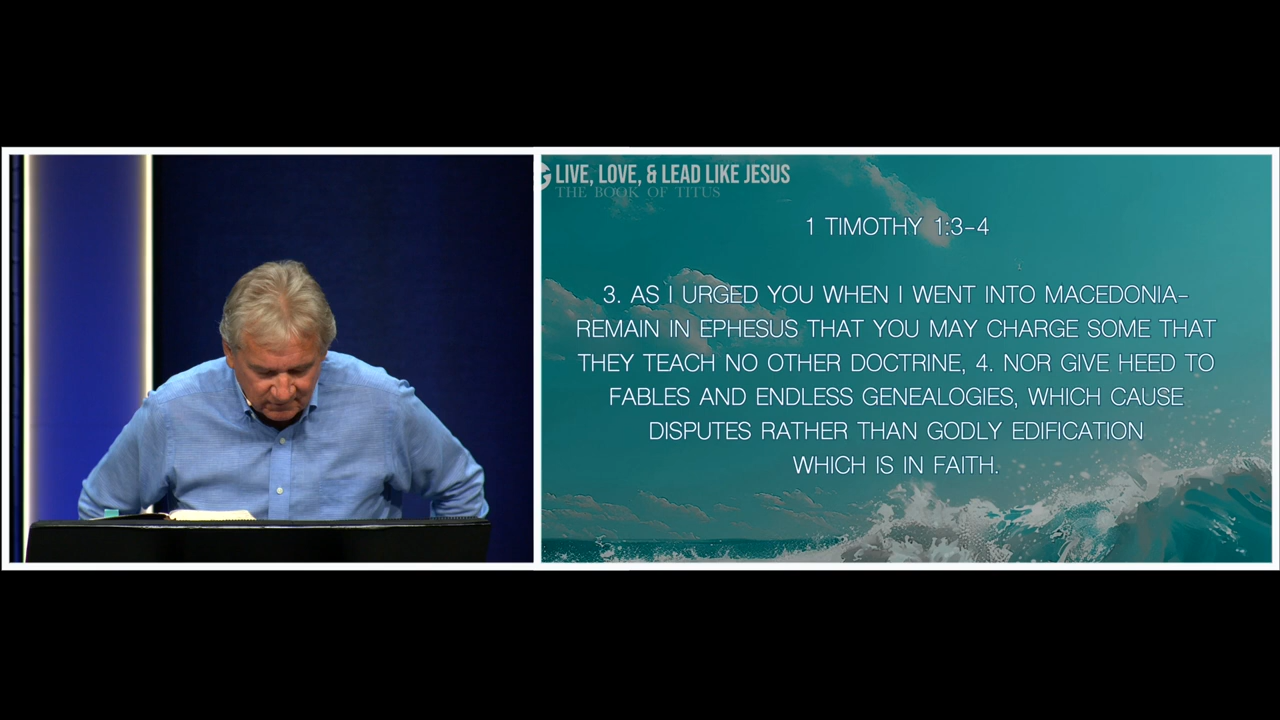 LIVE, LOVE, & LEAD LIKE JESUS
THE BOOK OF TITUS
1 TIMOTHY 1:3-4
3. AS I URGED YOU WHEN I WENT INTO MACEDONIA-
REMAIN IN EPHESUS THAT YOU MAY CHARGE SOME THAT
THEY TEACH NO OTHER DOCTRINE, 4. NOR GIVE HEED TO
FABLES AND ENDLESS GENEALOGIES, WHICH CAUSE
DISPUTES RATHER THAN GODLY EDIFICATION
WHICH IS IN FAITH.